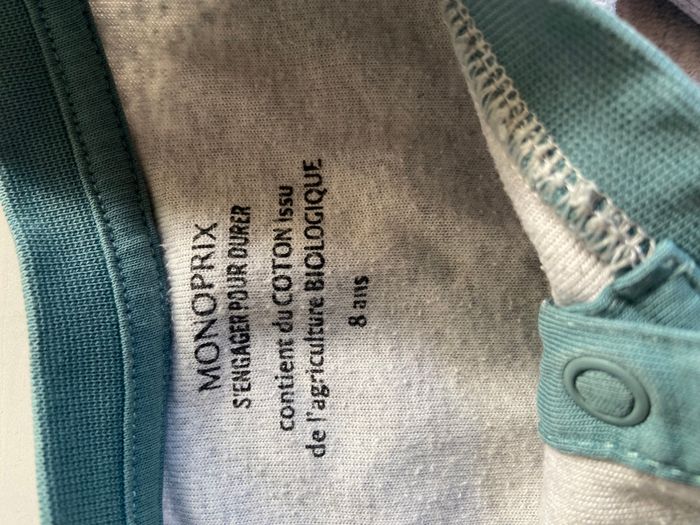 MONOPRIX
S'ENGAGER POUR DURER
contient du COTON issu
de l'agriculture BIOLOGIQUE
8 ans